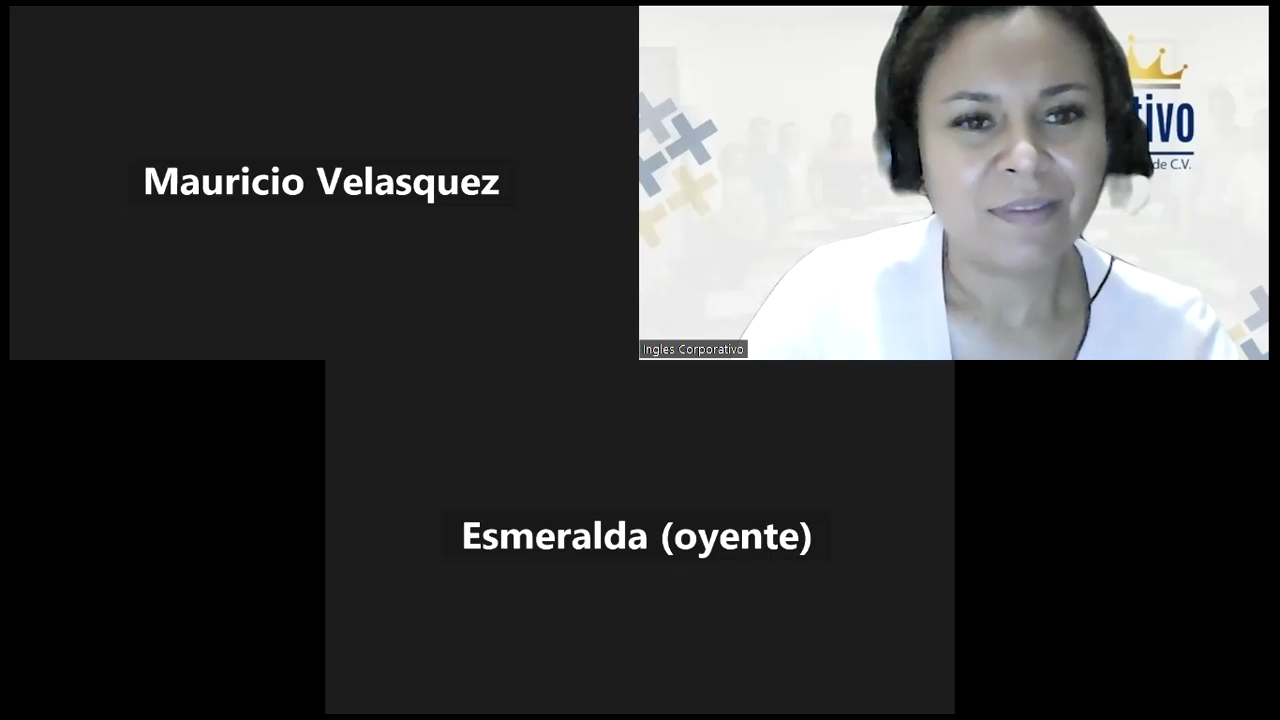 Mauricio Velasquez
tivo
de C.V.
Ingles Corporativo
Esmeralda (oyente)